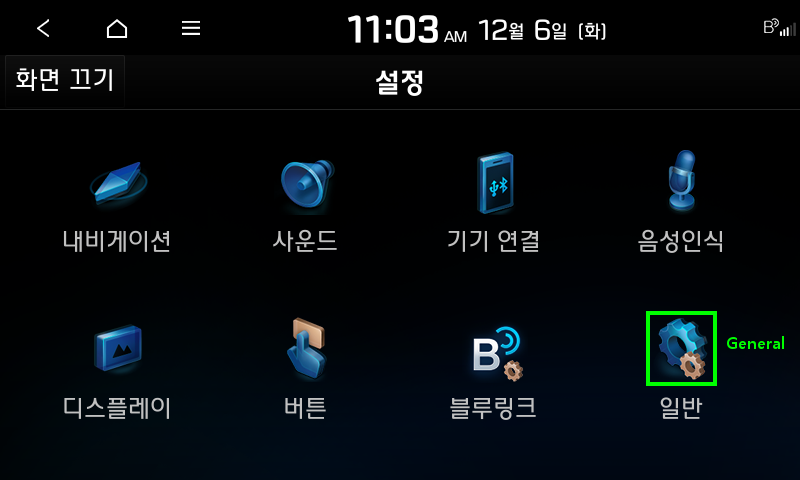 11:03 AM 12월 6일 (화) B
화면 끄기
설정
내비게이션 사운드 기기 연결 음성인식
B
General
디스플레이 버튼 블루링크 일반